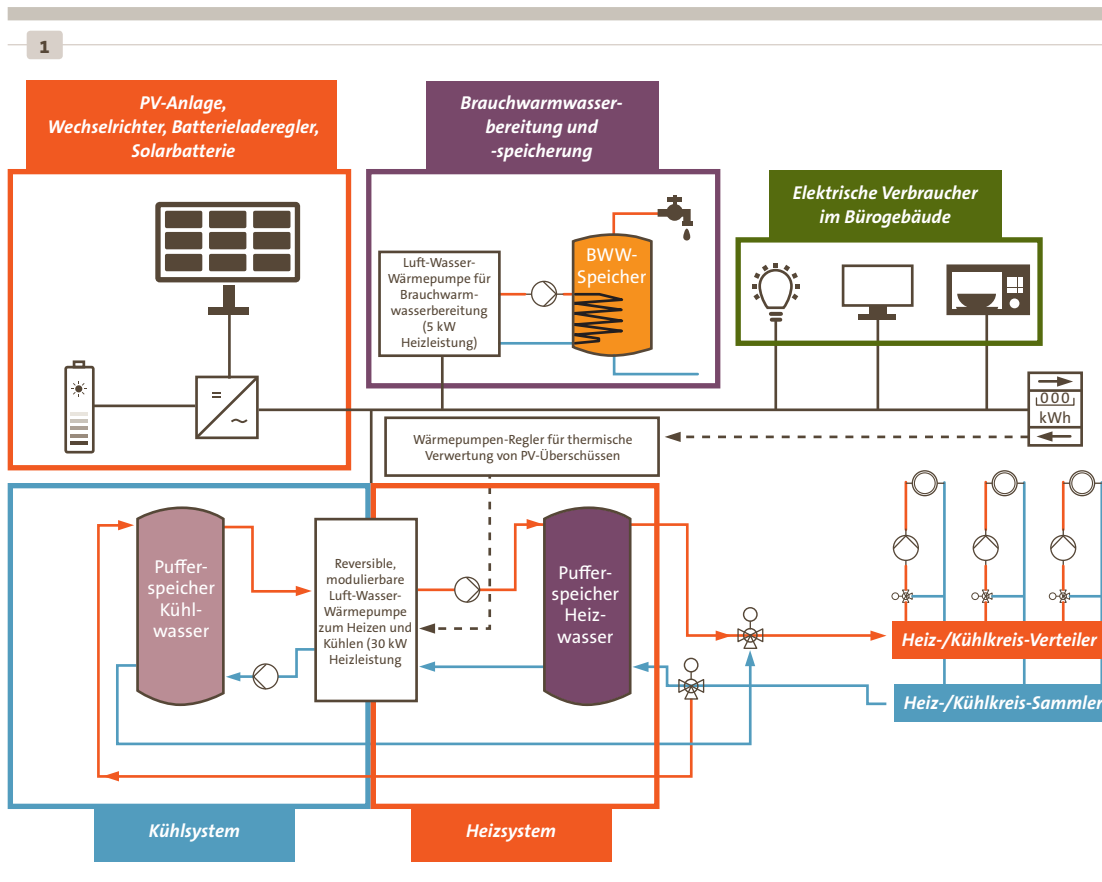 1
PV-Anlage,
Wechselrichter, Batterieladeregler,
Solarbatterie
Brauchwarmwasser-
bereitung und
-speicherung
Elektrische Verbraucher
im Bürogebäude
Luft-Wasser-
Wärmepumpe für
Brauchwarm-
wasserbereitung
(5 kW
Heizleistung)
BWW-
Speicher
=
~
000
kWh
Wärmepumpen-Regler für thermische
Verwertung von PV-Überschüssen
Puffer-
speicher
Kühl-
wasser
Reversible,
modulierbare
Luft-Wasser-
Wärmepumpe
zum Heizen und
Kühlen (30 kW
Heizleistung
Puffer-
speicher
Heiz-
wasser
Heiz-/Kühlkreis-Verteiler
Heiz-/Kühlkreis-Sammler
Kühlsystem
Heizsystem